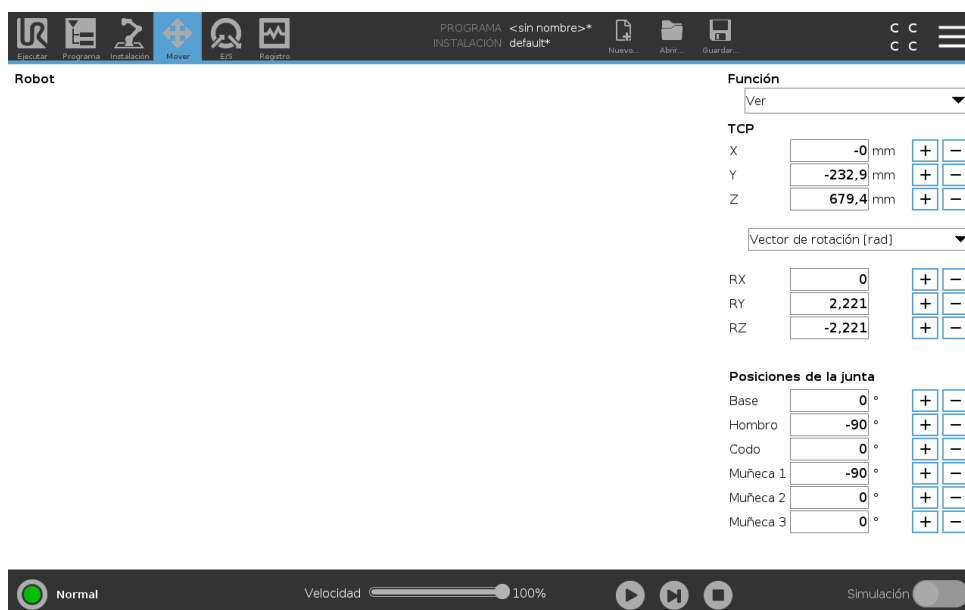 UR
Ejecutar
Programa
Instalación
Mover
E/S
Registro
PROGRAMA <sin nombre>*
INSTALACIÓN default*
Nuevo...
Abrir...
Guardar...
C C
C C
Robot
Función
Ver
TCP
X -0 mm + −
Y -232,9 mm + −
Z 679,4 mm + −
Vector de rotación [rad]
RX 0 + −
RY 2,221 + −
RZ -2,221 + −
Posiciones de la junta
Base 0 ° + −
Hombro -90 ° + −
Codo 0 ° + −
Muñeca 1 -90 ° + −
Muñeca 2 0 ° + −
Muñeca 3 0 ° + −
Normal
Velocidad 100%
Simulación